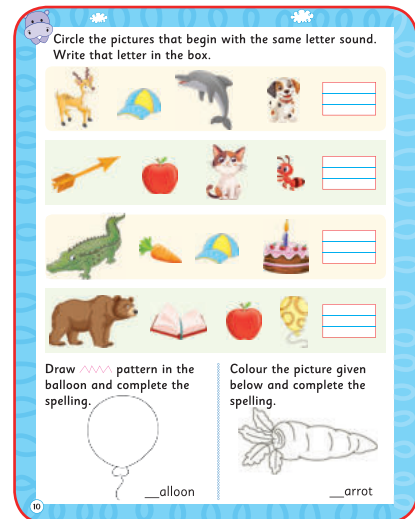 Circle the pictures that begin with the same letter sound.
Write that letter in the box.
Draw pattern in the
balloon and complete the
spelling.
__alloon
Colour the picture given
below and complete the
spelling.
__arrot
10